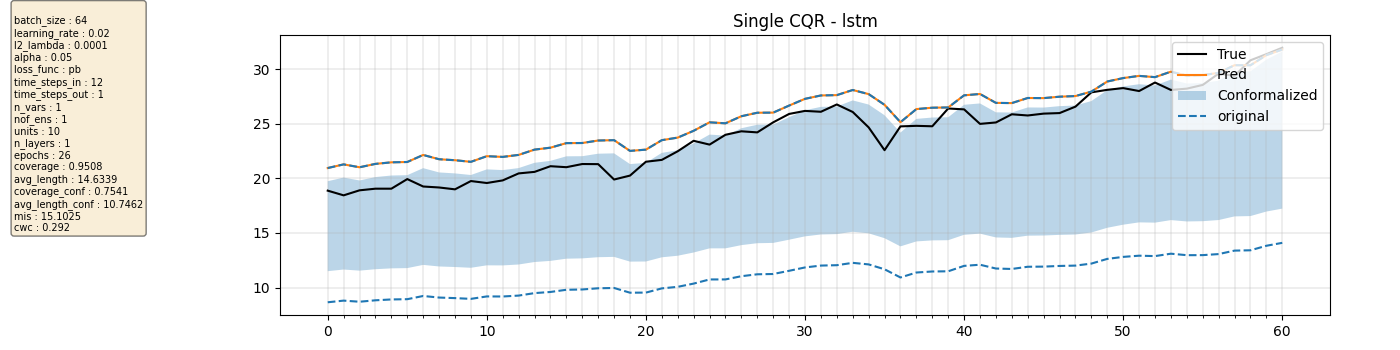 batch_size : 64
learning_rate : 0.02
l2_lambda : 0.0001
alpha : 0.05
loss_func : pb
time_steps_in : 12
time_steps_out : 1
n_vars : 1
nof_ens : 1
units : 10
n_layers : 1
epochs : 26
coverage : 0.9508
avg_length : 14.6339
coverage_conf : 0.7541
avg_length_conf : 10.7462
mis : 15.1025
cwc : 0.292
Single CQR - lstm
True
Pred
Conformalized
original
30
25
20
15
10
0 10 20 30 40 50 60